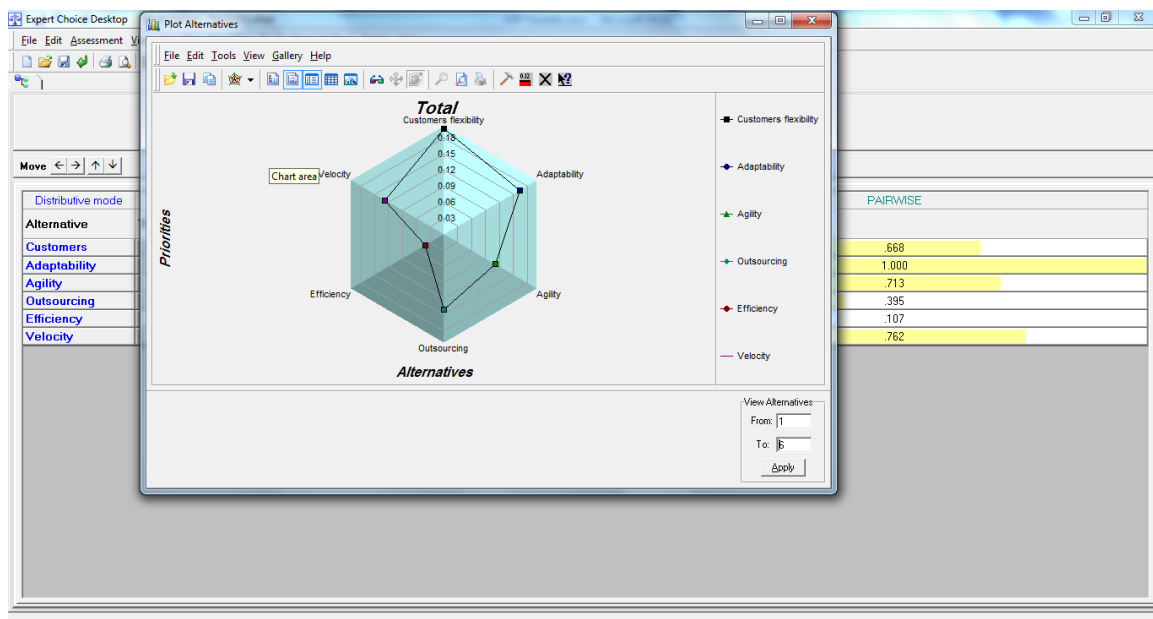 Expert Choice Desktop
File Edit Assessment
Move
Distributive mode
Alternative
Customers
Adaptability
Agility
Outsourcing
Efficiency
Velocity
Plot Alternatives
File Edit Tools View Gallery Help
Total
Customers flexibility
0.18
0.15
0.12
0.09
0.06
0.03
Chart area
Velocity
Adaptability
Priorities
Efficiency
Agility
Outsourcing
Alternatives
Customers flexibility
Adaptability
Agility
Outsourcing
Efficiency
Velocity
View Alternatives
From: 1
To: 6
Apply
PAIRWISE
.668
1.000
.713
.395
.107
.762